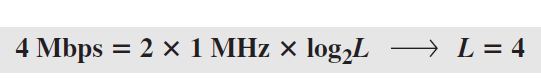 4 Mbps = 2 × 1 MHz × log₂L ⟶ L = 4